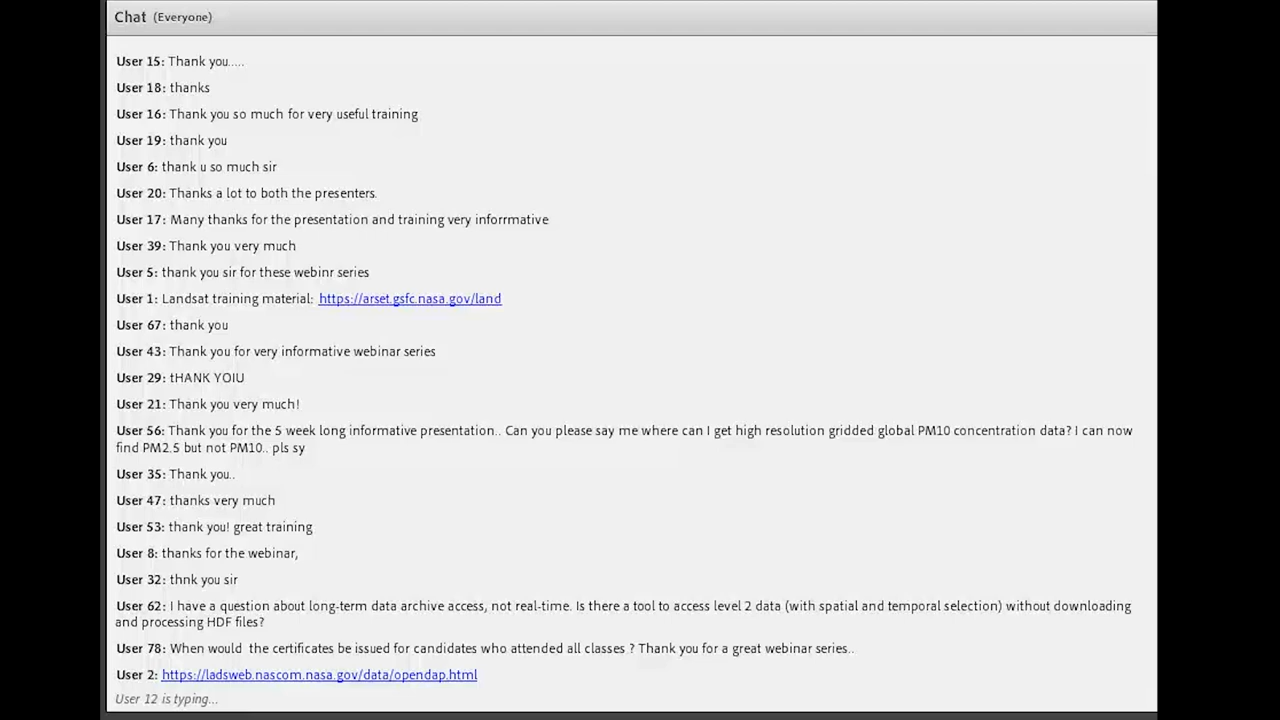 Chat (Everyone)
User 15: Thank you.....
User 18: thanks
User 16: Thank you so much for very useful training
User 19: thank you
User 6: thank u so much sir
User 20: Thanks a lot to both the presenters.
User 17: Many thanks for the presentation and training very inforrmative
User 39: Thank you very much
User 5: thank you sir for these webinr series
User 1: Landsat training material: https://arset.gsfc.nasa.gov/land
User 67: thank you
User 43: Thank you for very informative webinar series
User 29: tHANK YOIU
User 21: Thank you very much!
User 56: Thank you for the 5 week long informative presentation.. Can you please say me where can I get high resolution gridded global PM10 concentration data? I can now
find PM2.5 but not PM10.. pls sy
User 35: Thank you..
User 47: thanks very much
User 53: thank you! great training
User 8: thanks for the webinar,
User 32: thnk you sir
User 62: I have a question about long-term data archive access, not real-time. Is there a tool to access level 2 data (with spatial and temporal selection) without downloading
and processing HDF files?
User 78: When would the certificates be issued for candidates who attended all classes ? Thank you for a great webinar series..
User 2: https://ladsweb.nascom.nasa.gov/data/opendap.html
User 12 is typing...